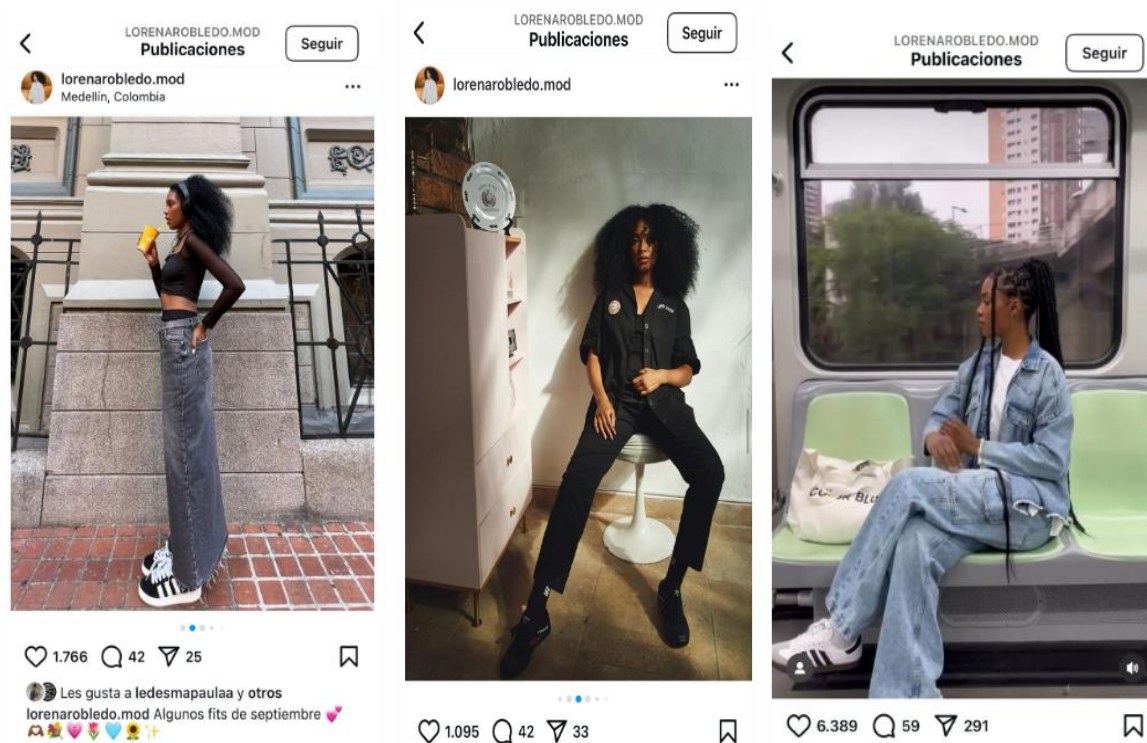 LORENAROBLEDO.MOD
Publicaciones
Seguir
lorenarobledo.mod
Medellín, Colombia
1.766 42 25
Les gusta a ledesmapaulaa y otros
lorenarobledo.mod Algunos fits de septiembre 💕
🫶🏾💐💗🌷🩵🌻✨
LORENAROBLEDO.MOD
Publicaciones
Seguir
lorenarobledo.mod
1.095 42 33
LORENAROBLEDO.MOD
Publicaciones
Seguir
6.389 59 291